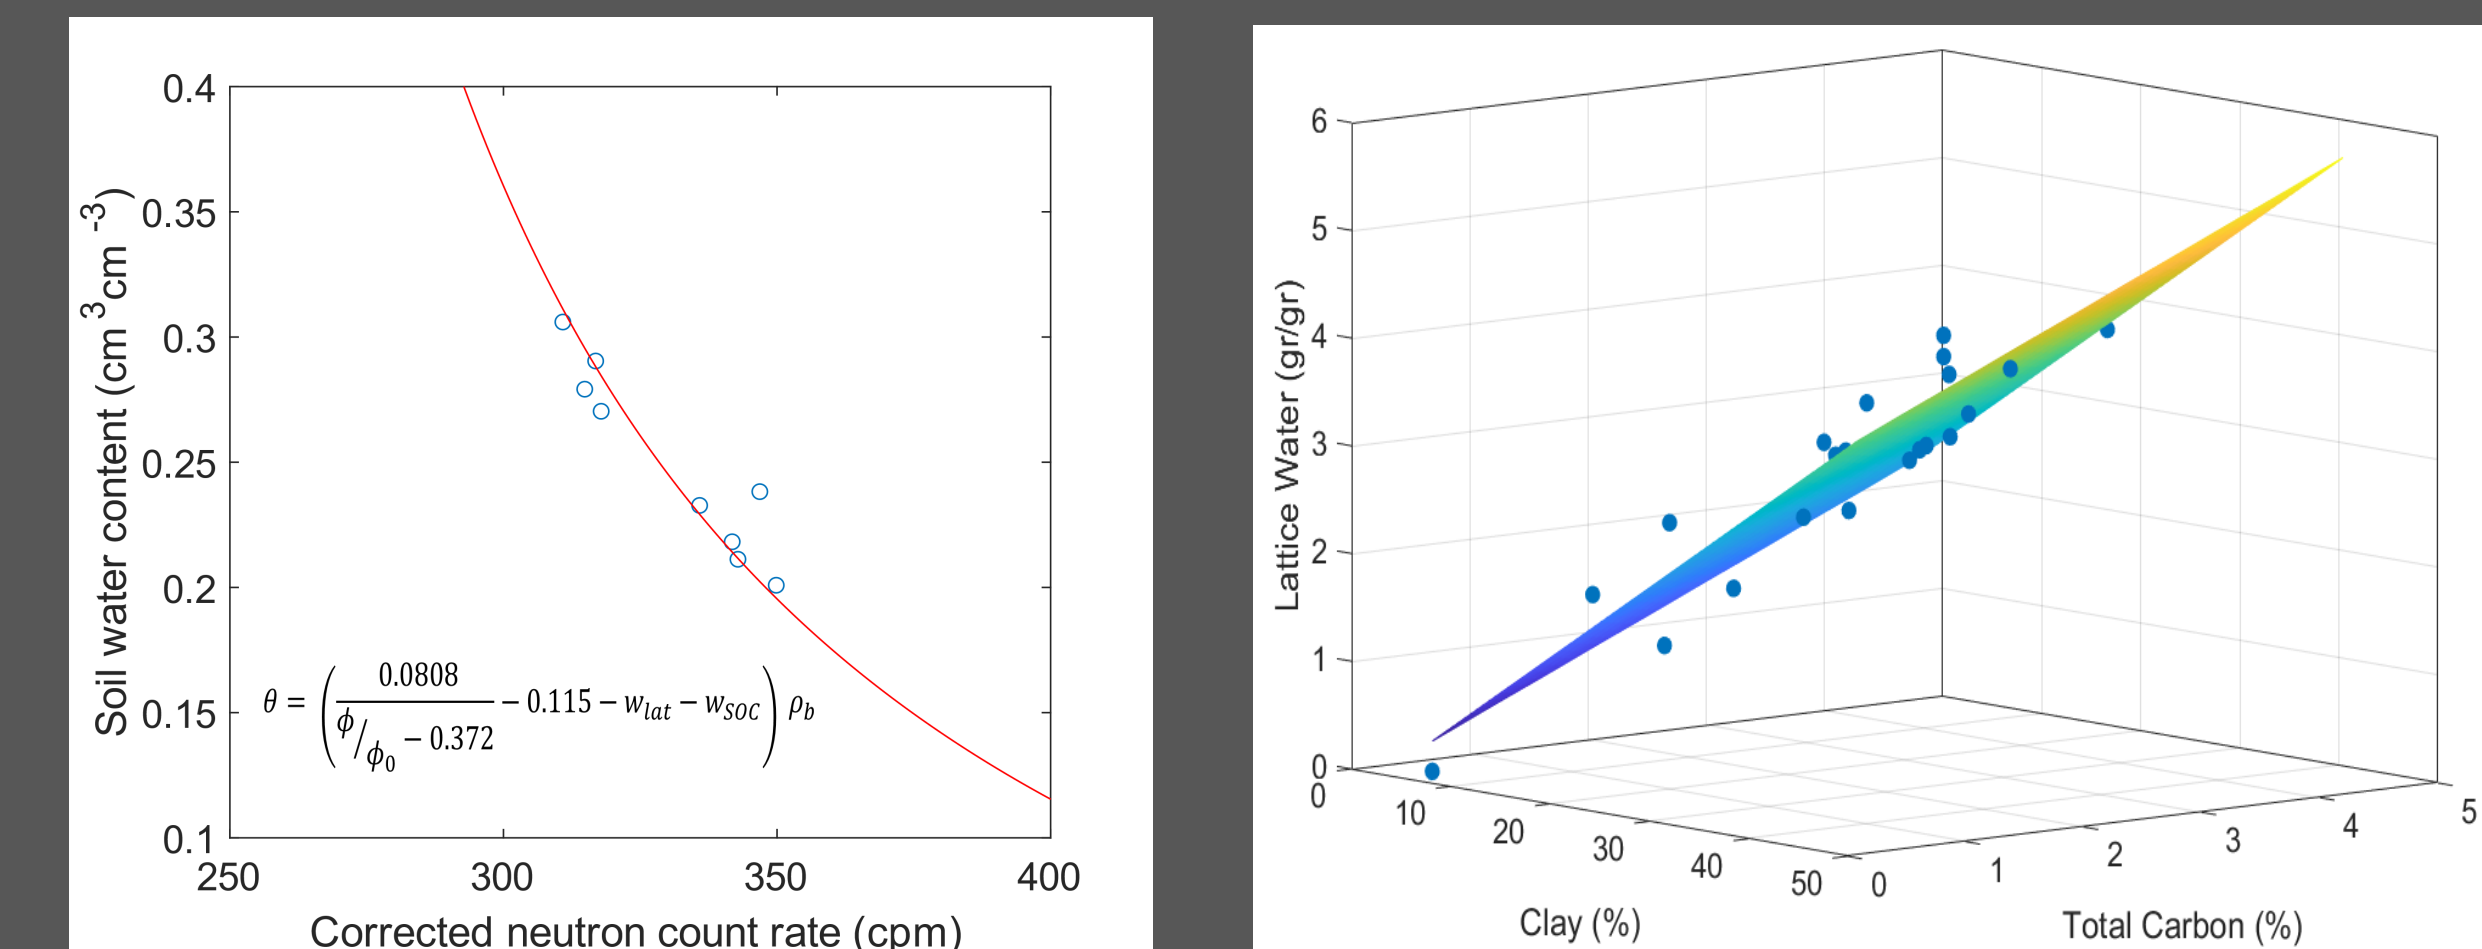 0.4
0.35
0.3
0.25
0.2
0.15
0.1
250 300 350 400
Soil water content (cm³cm⁻³)
Corrected neutron count rate (cpm)
θ = (0.0808 / (ϕ/ϕ₀ − 0.372) − 0.115 − w_lat − w_SOC) ρ_b
6
5
4
3
2
1
0
Lattice Water (gr/gr)
0 10 20 30 40 50
Clay (%)
0 1 2 3 4 5
Total Carbon (%)